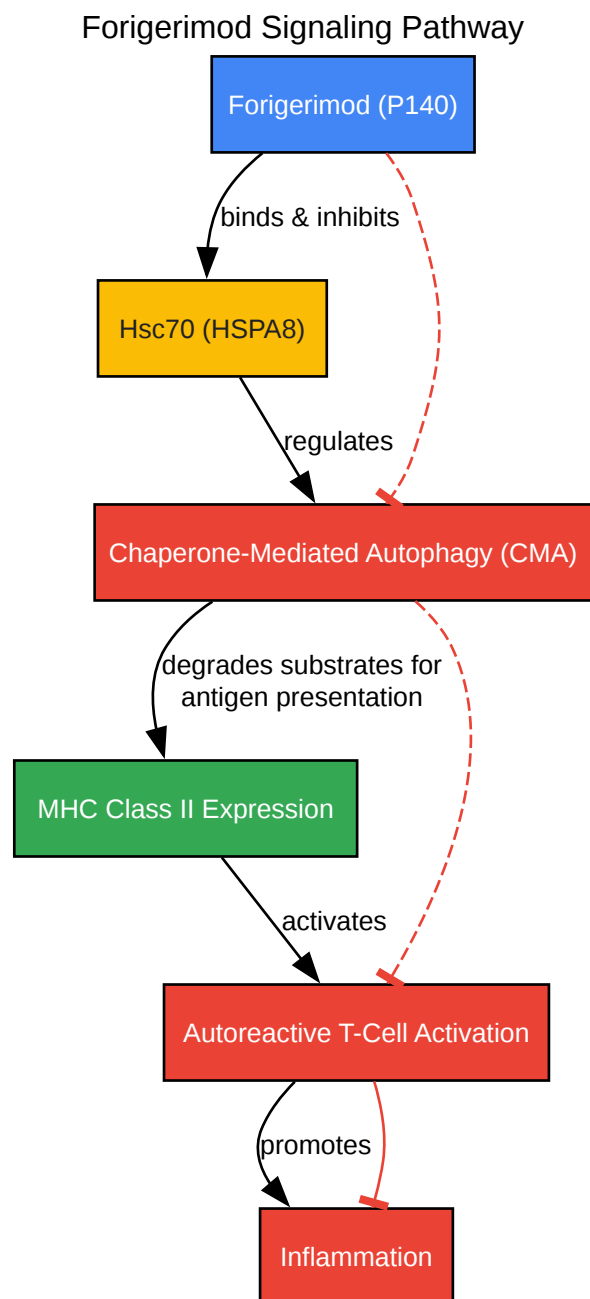 Forigerimod Signaling Pathway
Forigerimod (P140)
binds & inhibits
Hsc70 (HSPA8)
regulates
Chaperone-Mediated Autophagy (CMA)
degrades substrates for
antigen presentation
MHC Class II Expression
activates
Autoreactive T-Cell Activation
promotes
Inflammation